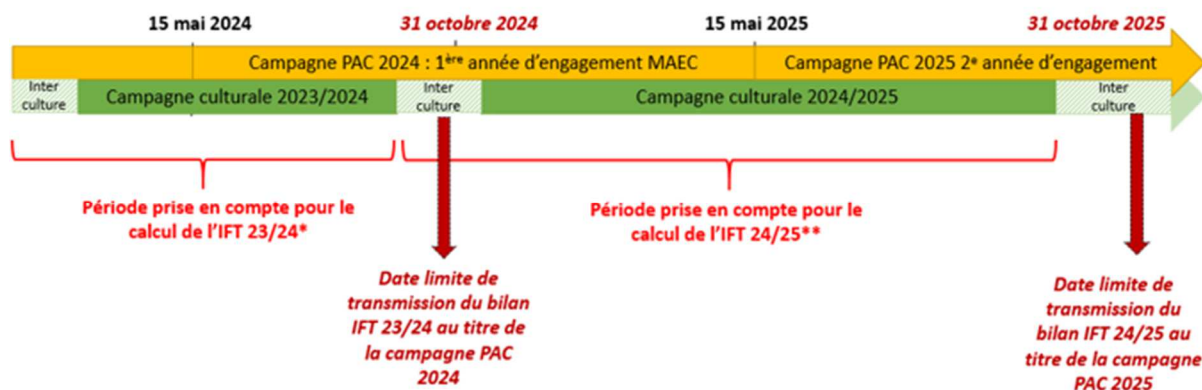 15 mai 2024
31 octobre 2024
15 mai 2025
31 octobre 2025
Campagne PAC 2024 : 1ère année d'engagement MAEC
Campagne PAC 2025 2e année d'engagement
Inter
culture
Campagne culturale 2023/2024
Inter
culture
Campagne culturale 2024/2025
Inter
culture
Période prise en compte pour le
calcul de l'IFT 23/24*
Période prise en compte pour le
calcul de l'IFT 24/25**
Date limite de
transmission du bilan
IFT 23/24 au titre de
la campagne PAC
2024
Date limite de
transmission du
bilan IFT 24/25 au
titre de la campagne
PAC 2025